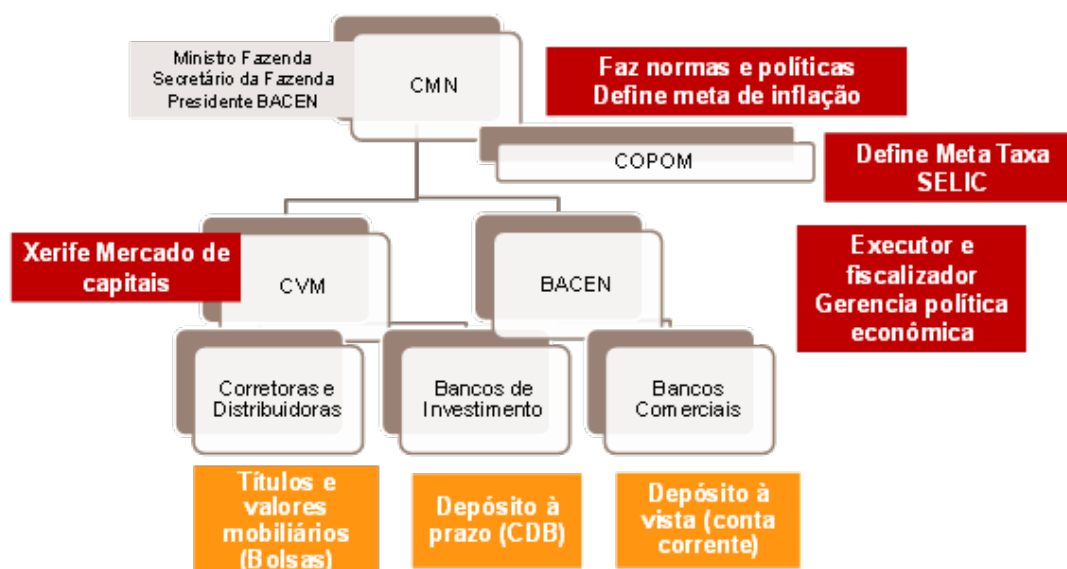 Ministro Fazenda
Secretário da Fazenda
Presidente BACEN
CMN
Faz normas e políticas
Define meta de inflação
COPOM
Define Meta Taxa
SELIC
Xerife Mercado de
capitais
CVM
BACEN
Executor e
fiscalizador
Gerencia política
econômica
Corretoras e
Distribuidoras
Bancos de
Investimento
Bancos
Comerciais
Títulos e
valores
mobiliários
(Bolsas)
Depósito à
prazo (CDB)
Depósito à
vista (conta
corrente)